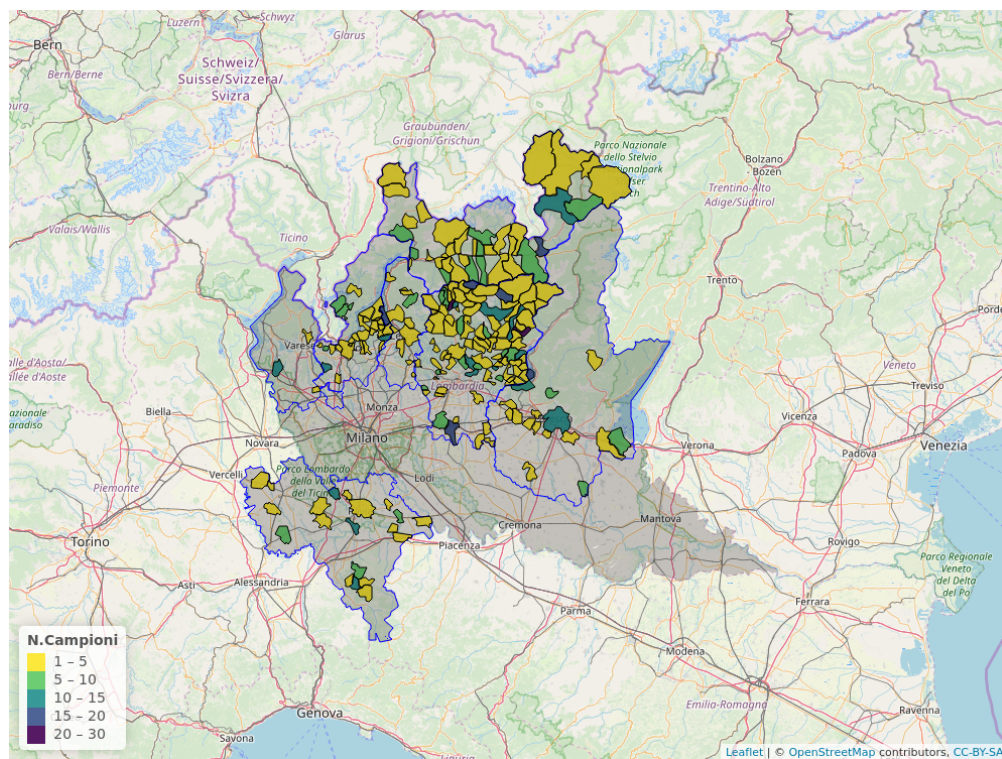 Bern
Luzern
Schwyz
Glarus
Bern/Berne
Schweiz/
Suisse/Svizzera/
Svizra
Graubünden/
Grigioni/Grischun
Parco Nazionale
dello Stelvio
Bolzano
- Bozen
Trentino-Alto
Adige/Südtirol
Valais/Wallis
Ticino
Trento
Varese
Lombardia
Veneto
Treviso
Biella
Monza
Milano
Novara
Vicenza
Verona
Padova
Venezia
Vercelli
Parco Lombardo
della Valle
del Ticino
Piemonte
Lodi
Torino
Cremona
Mantova
Piacenza
Rovigo
Parco Regionale
Veneto
del Delta
del Po
Asti
Alessandria
Parma
Ferrara
Modena
Emilia-Romagna
Genova
Savona
Ravenna
N.Campioni
1 – 5
5 – 10
10 – 15
15 – 20
20 – 30
Leaflet | © OpenStreetMap contributors, CC-BY-SA